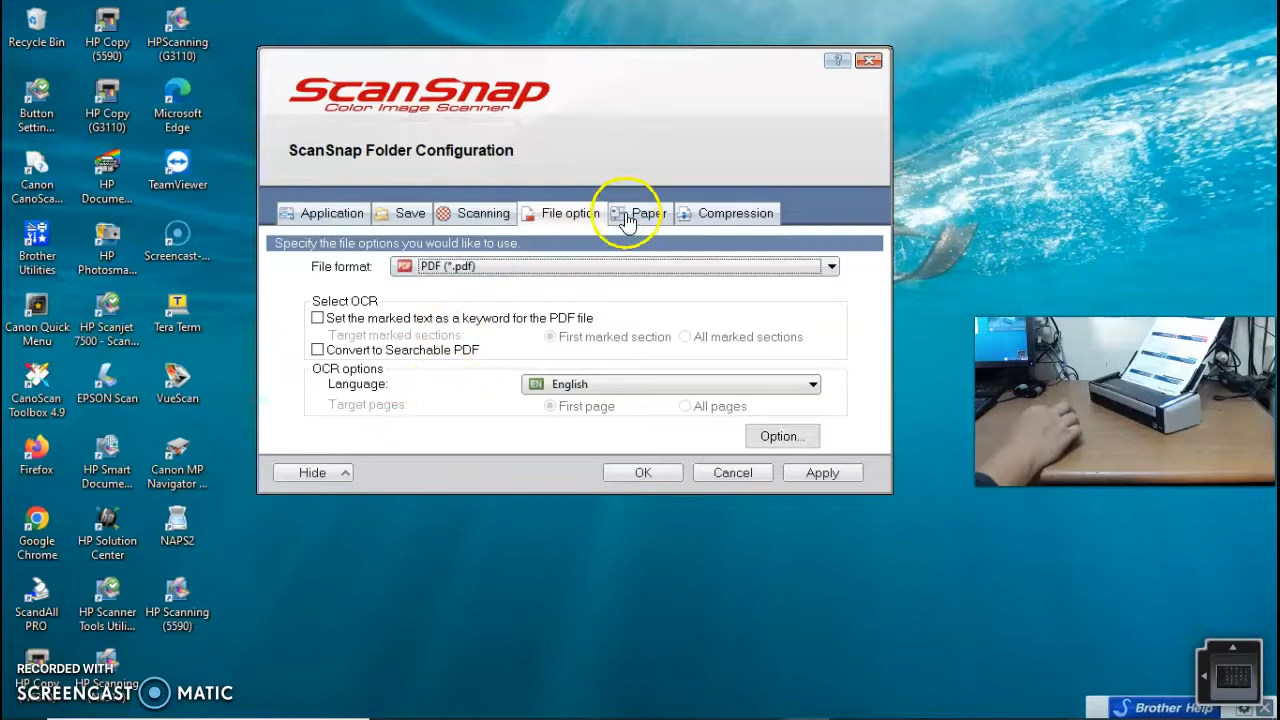 Recycle Bin
HP Copy
(5590)
HPScanning
(G3110)
Button
Settin...
HP Copy
(G3110)
Microsoft
Edge
Canon
CanoSca...
HP
Docume...
TeamViewer
Brother
Utilities
HP
Photosma...
Screencast-...
Canon Quick
Menu
HP Scanjet
7500 - Scan...
Tera Term
CanoScan
Toolbox 4.9
EPSON Scan
VueScan
Firefox
HP Smart
Docume...
Canon MP
Navigator ...
Google
Chrome
HP Solution
Center
NAPS2
ScandAll
PRO
HP Scanner
Tools Utili...
HP Scanning
(5590)
HP Copy
HP Scanning
RECORDED WITH
SCREENCAST MATIC
ScanSnap
Color Image Scanner
?
ScanSnap Folder Configuration
Application Save Scanning File option Paper Compression
Specify the file options you would like to use.
File format: PDF PDF (*.pdf)
Select OCR
Set the marked text as a keyword for the PDF file
Target marked sections: First marked section All marked sections
Convert to Searchable PDF
OCR options
Language: EN English
Target pages: First page All pages
Option...
Hide OK Cancel Apply
Brother Help